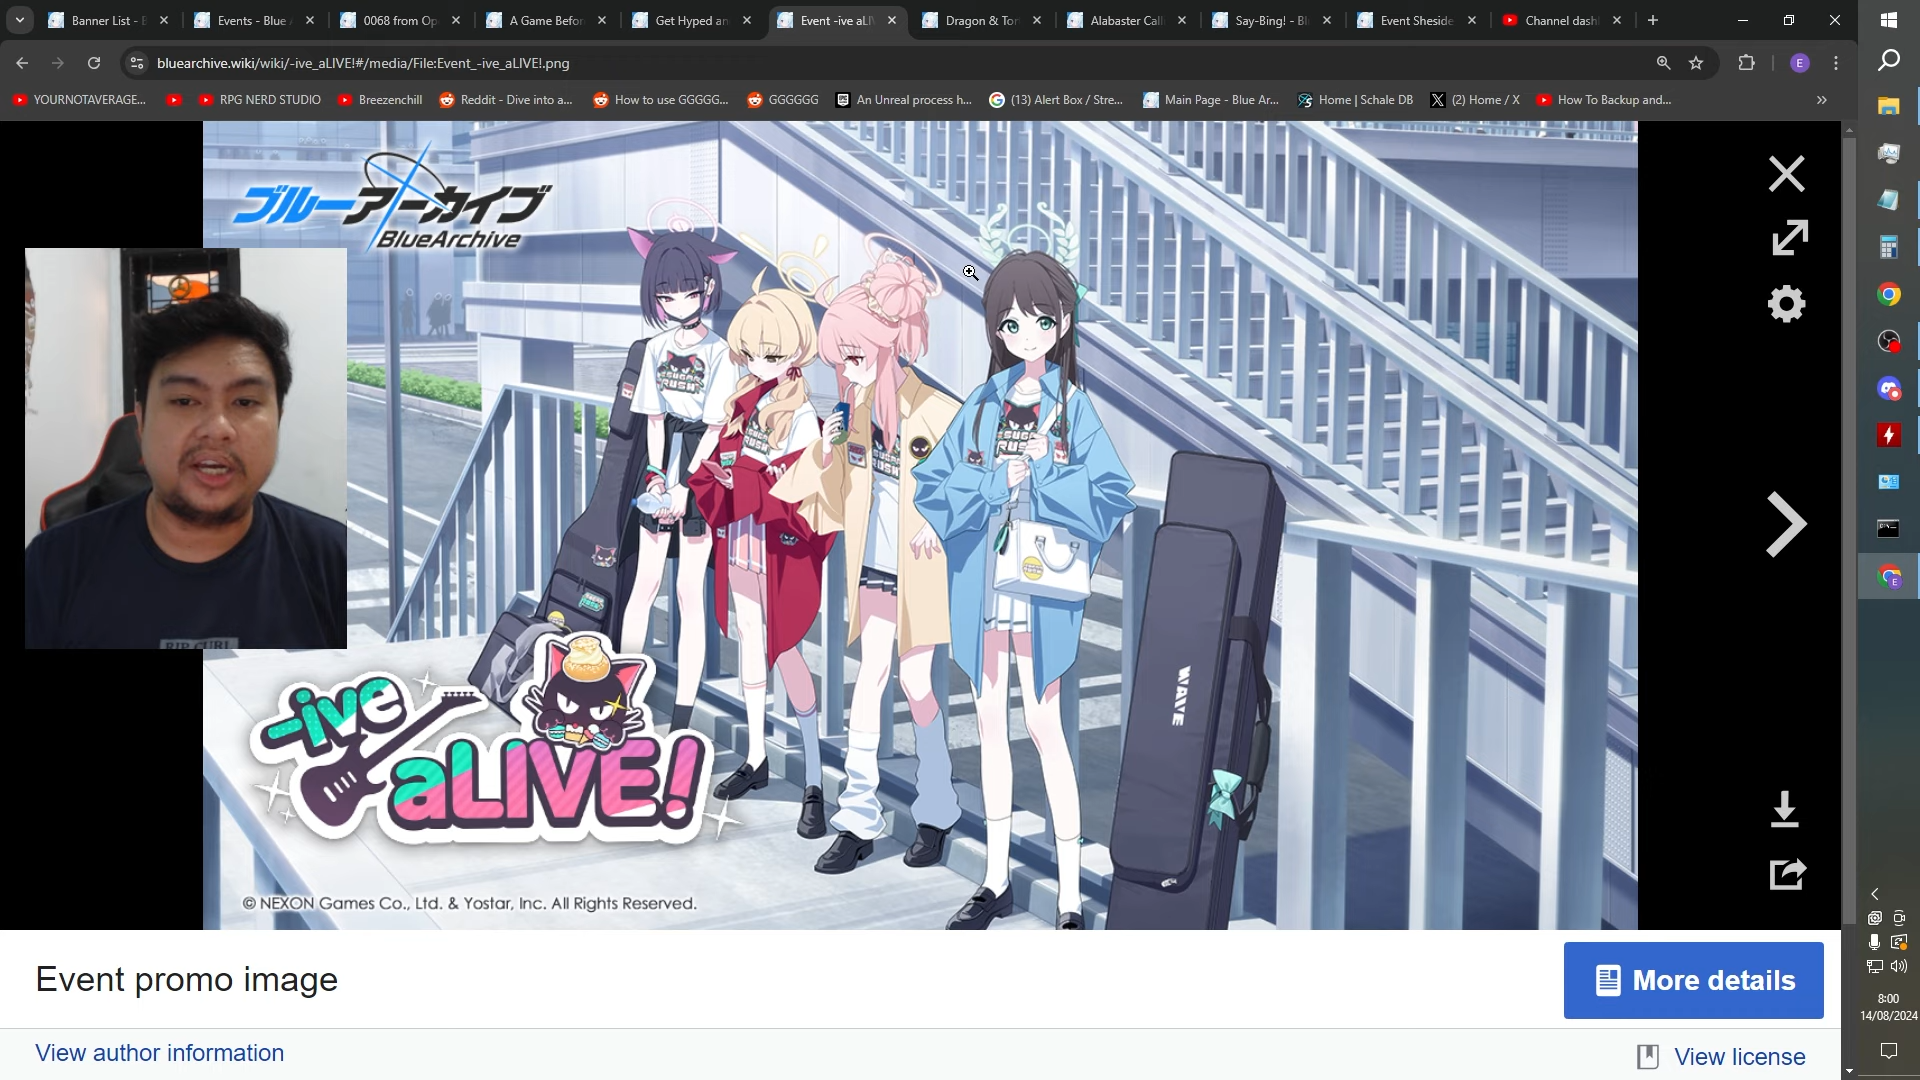 Banner List - B
Events - Blue A
0068 from Op
A Game Befor
Get Hyped an
Event -ive aLI
Dragon & Tor
Alabaster Call
Say-Bing! - Bl
Event Sheside
Channel dash
bluearchive.wiki/wiki/-ive_aLIVE!#/media/File:Event_-ive_aLIVE!.png
E
YOURNOTAVERAGE...
RPG NERD STUDIO
Breezenchill
Reddit - Dive into a...
How to use GGGGG...
GGGGGG
An Unreal process h...
(13) Alert Box / Stre...
Main Page - Blue Ar...
Home | Schale DB
(2) Home / X
How To Backup and...
ブルーアーカイブ
BlueArchive
SUGAR RUSH
SUGAR RUSH
RIP CURL
WAVE
-ive
aLIVE!
© NEXON Games Co., Ltd. & Yostar, Inc. All Rights Reserved.
Event promo image
More details
View author information
View license
8:00
14/08/2024